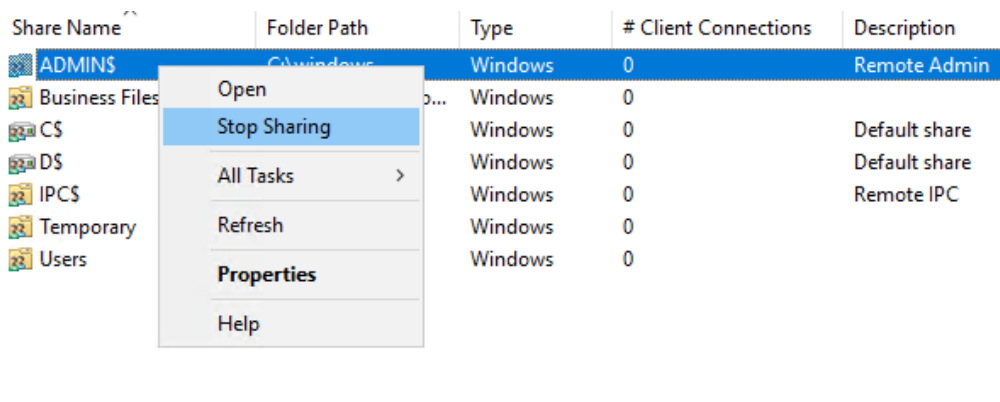 Share Name Folder Path Type # Client Connections Description
ADMIN$ C:\windows Windows 0 Remote Admin
Open
Business Files Windows 0
Stop Sharing
C$ Windows 0 Default share
D$ Windows 0 Default share
All Tasks
IPC$ Windows 0 Remote IPC
Refresh
Temporary Windows 0
Users Windows 0
Properties
Help